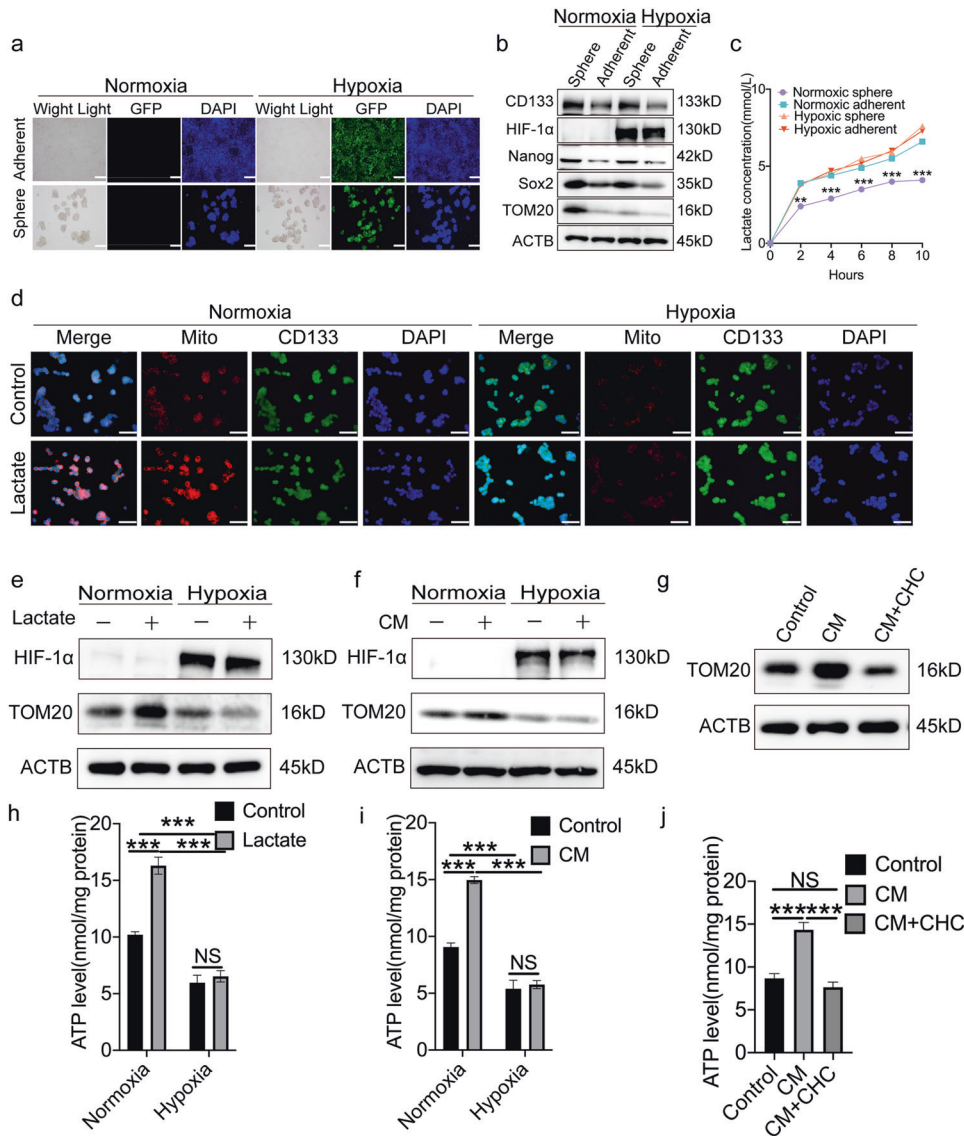 a
Normoxia Hypoxia
Wight Light GFP DAPI Wight Light GFP DAPI
Adherent
Sphere
b
Normoxia Hypoxia
Sphere Adherent Sphere Adherent
CD133 133kD
HIF-1α 130kD
Nanog 42kD
Sox2 35kD
TOM20 16kD
ACTB 45kD
c
Lactate concentration(mmol/L)
Normoxic sphere
Normoxic adherent
Hypoxic sphere
Hypoxic adherent
10
5
0
** *** *** *** ***
0 2 4 6 8 10
Hours
d
Normoxia Hypoxia
Merge Mito CD133 DAPI Merge Mito CD133 DAPI
Control
Lactate
e
Normoxia Hypoxia
Lactate − + − +
HIF-1α 130kD
TOM20 16kD
ACTB 45kD
f
Normoxia Hypoxia
CM − + − +
HIF-1α 130kD
TOM20 16kD
ACTB 45kD
g
Control CM CM+CHC
TOM20 16kD
ACTB 45kD
h
ATP level(nmol/mg protein)
Control
Lactate
20
15
10
5
0
***
*** ***
NS
Normoxia Hypoxia
i
ATP level(nmol/mg protein)
Control
CM
20
15
10
5
0
***
*** ***
NS
Normoxia Hypoxia
j
ATP level(nmol/mg protein)
Control
CM
CM+CHC
20
15
10
5
0
NS
*** ***
Control CM CM+CHC